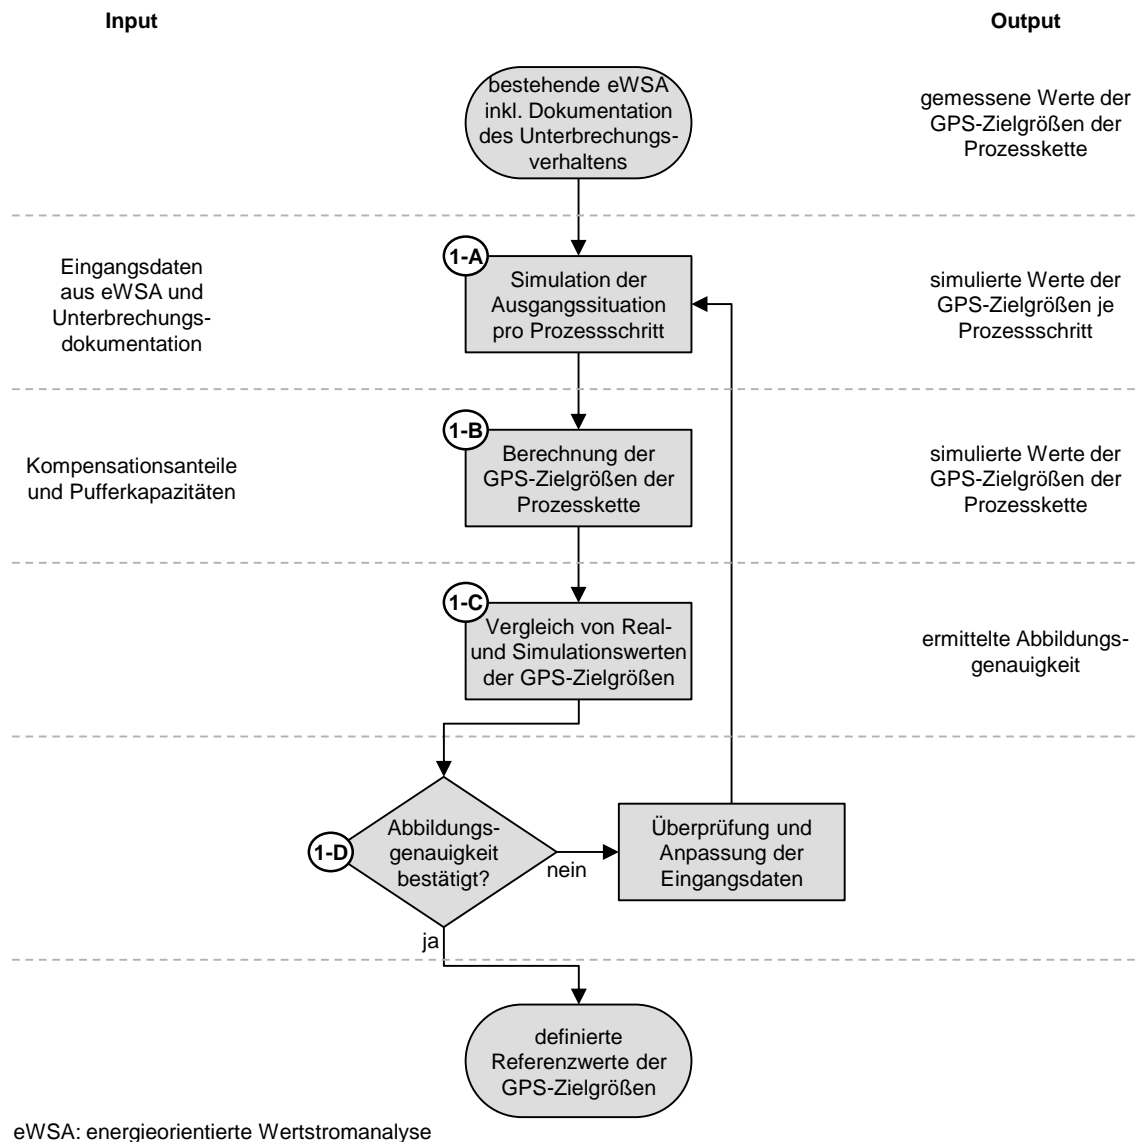 Input
Output
bestehende eWSA
inkl. Dokumentation
des Unterbrechungs-
verhaltens
gemessene Werte der
GPS-Zielgrößen der
Prozesskette
Eingangsdaten
aus eWSA und
Unterbrechungs-
dokumentation
1-A
Simulation der
Ausgangssituation
pro Prozessschritt
simulierte Werte der
GPS-Zielgrößen je
Prozessschritt
Kompensationsanteile
und Pufferkapazitäten
1-B
Berechnung der
GPS-Zielgrößen der
Prozesskette
simulierte Werte der
GPS-Zielgrößen der
Prozesskette
1-C
Vergleich von Real-
und Simulationswerten
der GPS-Zielgrößen
ermittelte Abbildungs-
genauigkeit
1-D
Abbildungs-
genauigkeit
bestätigt?
nein
Überprüfung und
Anpassung der
Eingangsdaten
ja
definierte
Referenzwerte der
GPS-Zielgrößen
eWSA: energieorientierte Wertstromanalyse